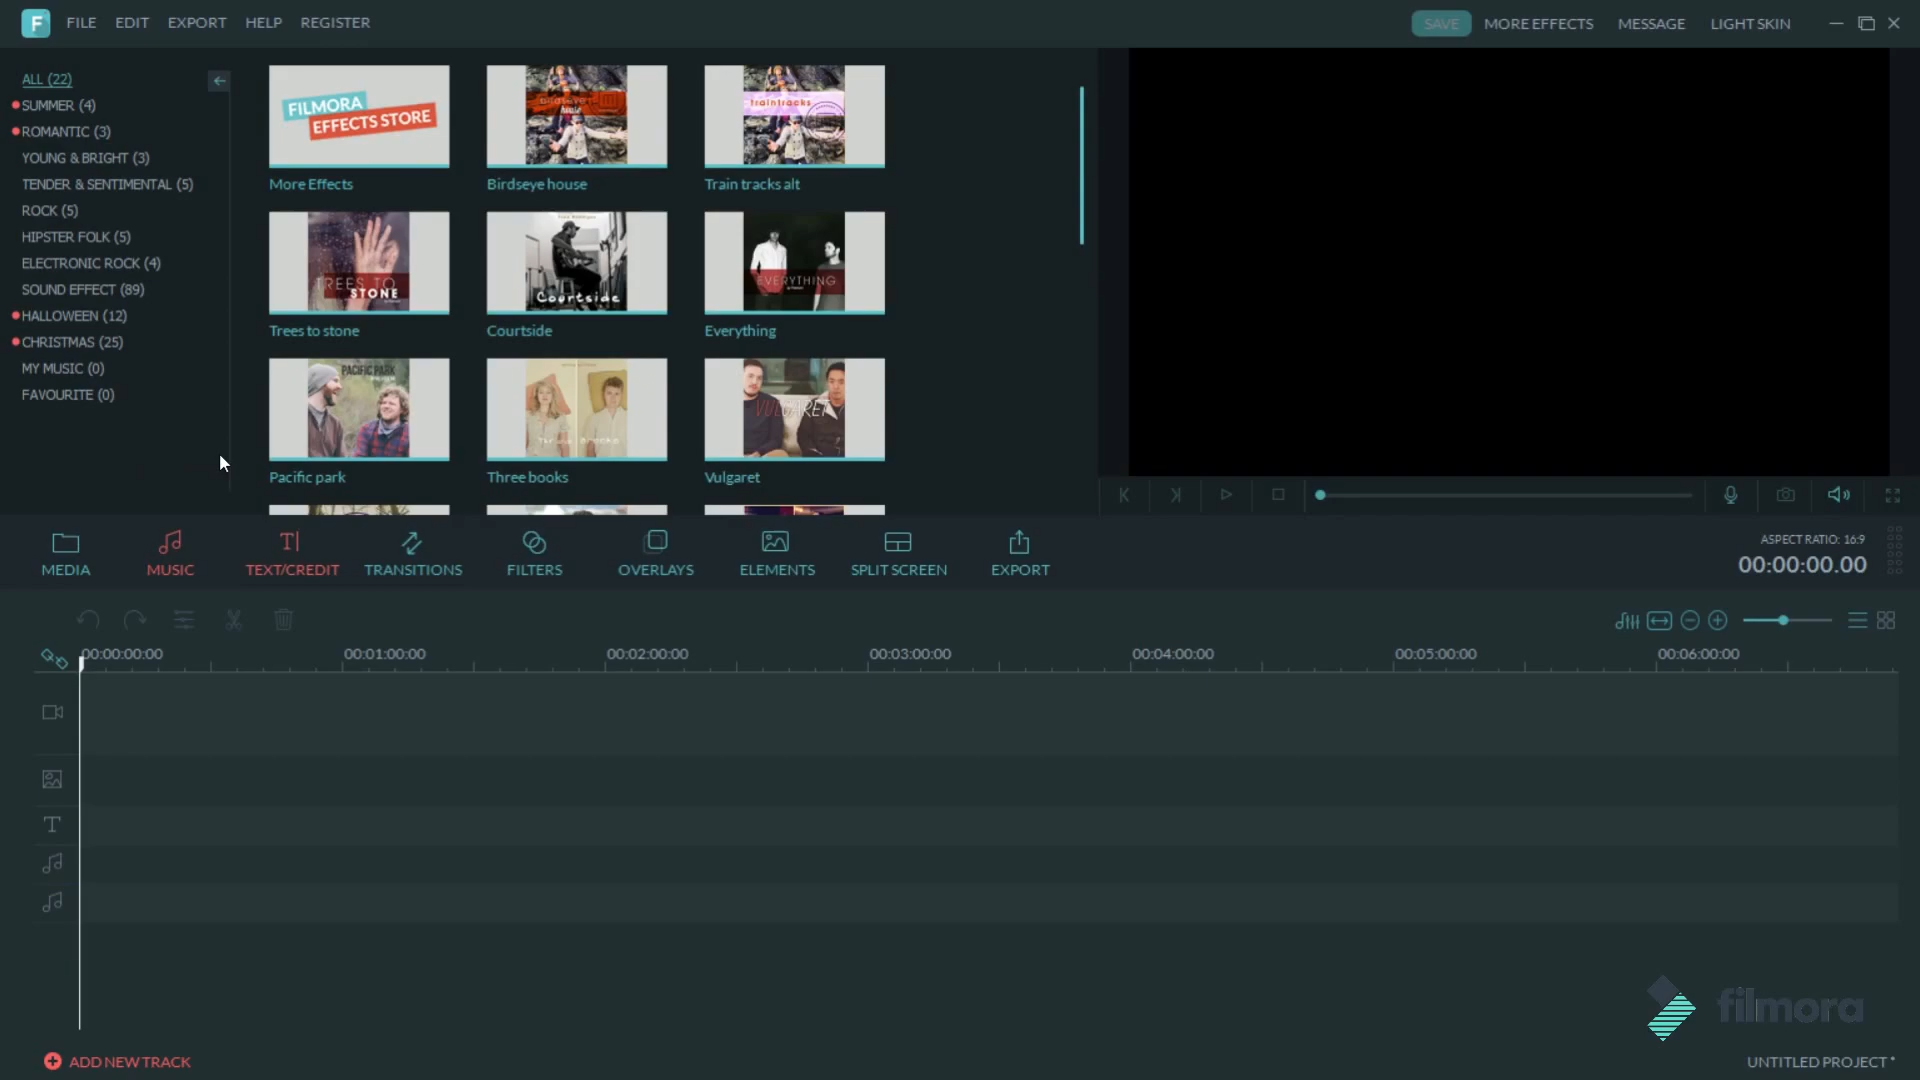 F FILE EDIT EXPORT HELP REGISTER SAVE MORE EFFECTS MESSAGE LIGHT SKIN
ALL (22)
SUMMER (4)
ROMANTIC (3)
YOUNG & BRIGHT (3)
TENDER & SENTIMENTAL (5)
ROCK (5)
HIPSTER FOLK (5)
ELECTRONIC ROCK (4)
SOUND EFFECT (89)
HALLOWEEN (12)
CHRISTMAS (25)
MY MUSIC (0)
FAVOURITE (0)
FILMORA
EFFECTS STORE
Birdseye
house
traintracks
More Effects Birdseye house Train tracks alt
TREES TO
STONE
Courtside
EVERYTHING
Trees to stone Courtside Everything
PACIFIC PARK
VULGARET
Pacific park Three books Vulgaret
MEDIA MUSIC TEXT/CREDIT TRANSITIONS FILTERS OVERLAYS ELEMENTS SPLIT SCREEN EXPORT
ASPECT RATIO: 16:9
00:00:00.00
00:00:00:00 00:01:00:00 00:02:00:00 00:03:00:00 00:04:00:00 00:05:00:00 00:06:00:00
filmora
ADD NEW TRACK UNTITLED PROJECT *